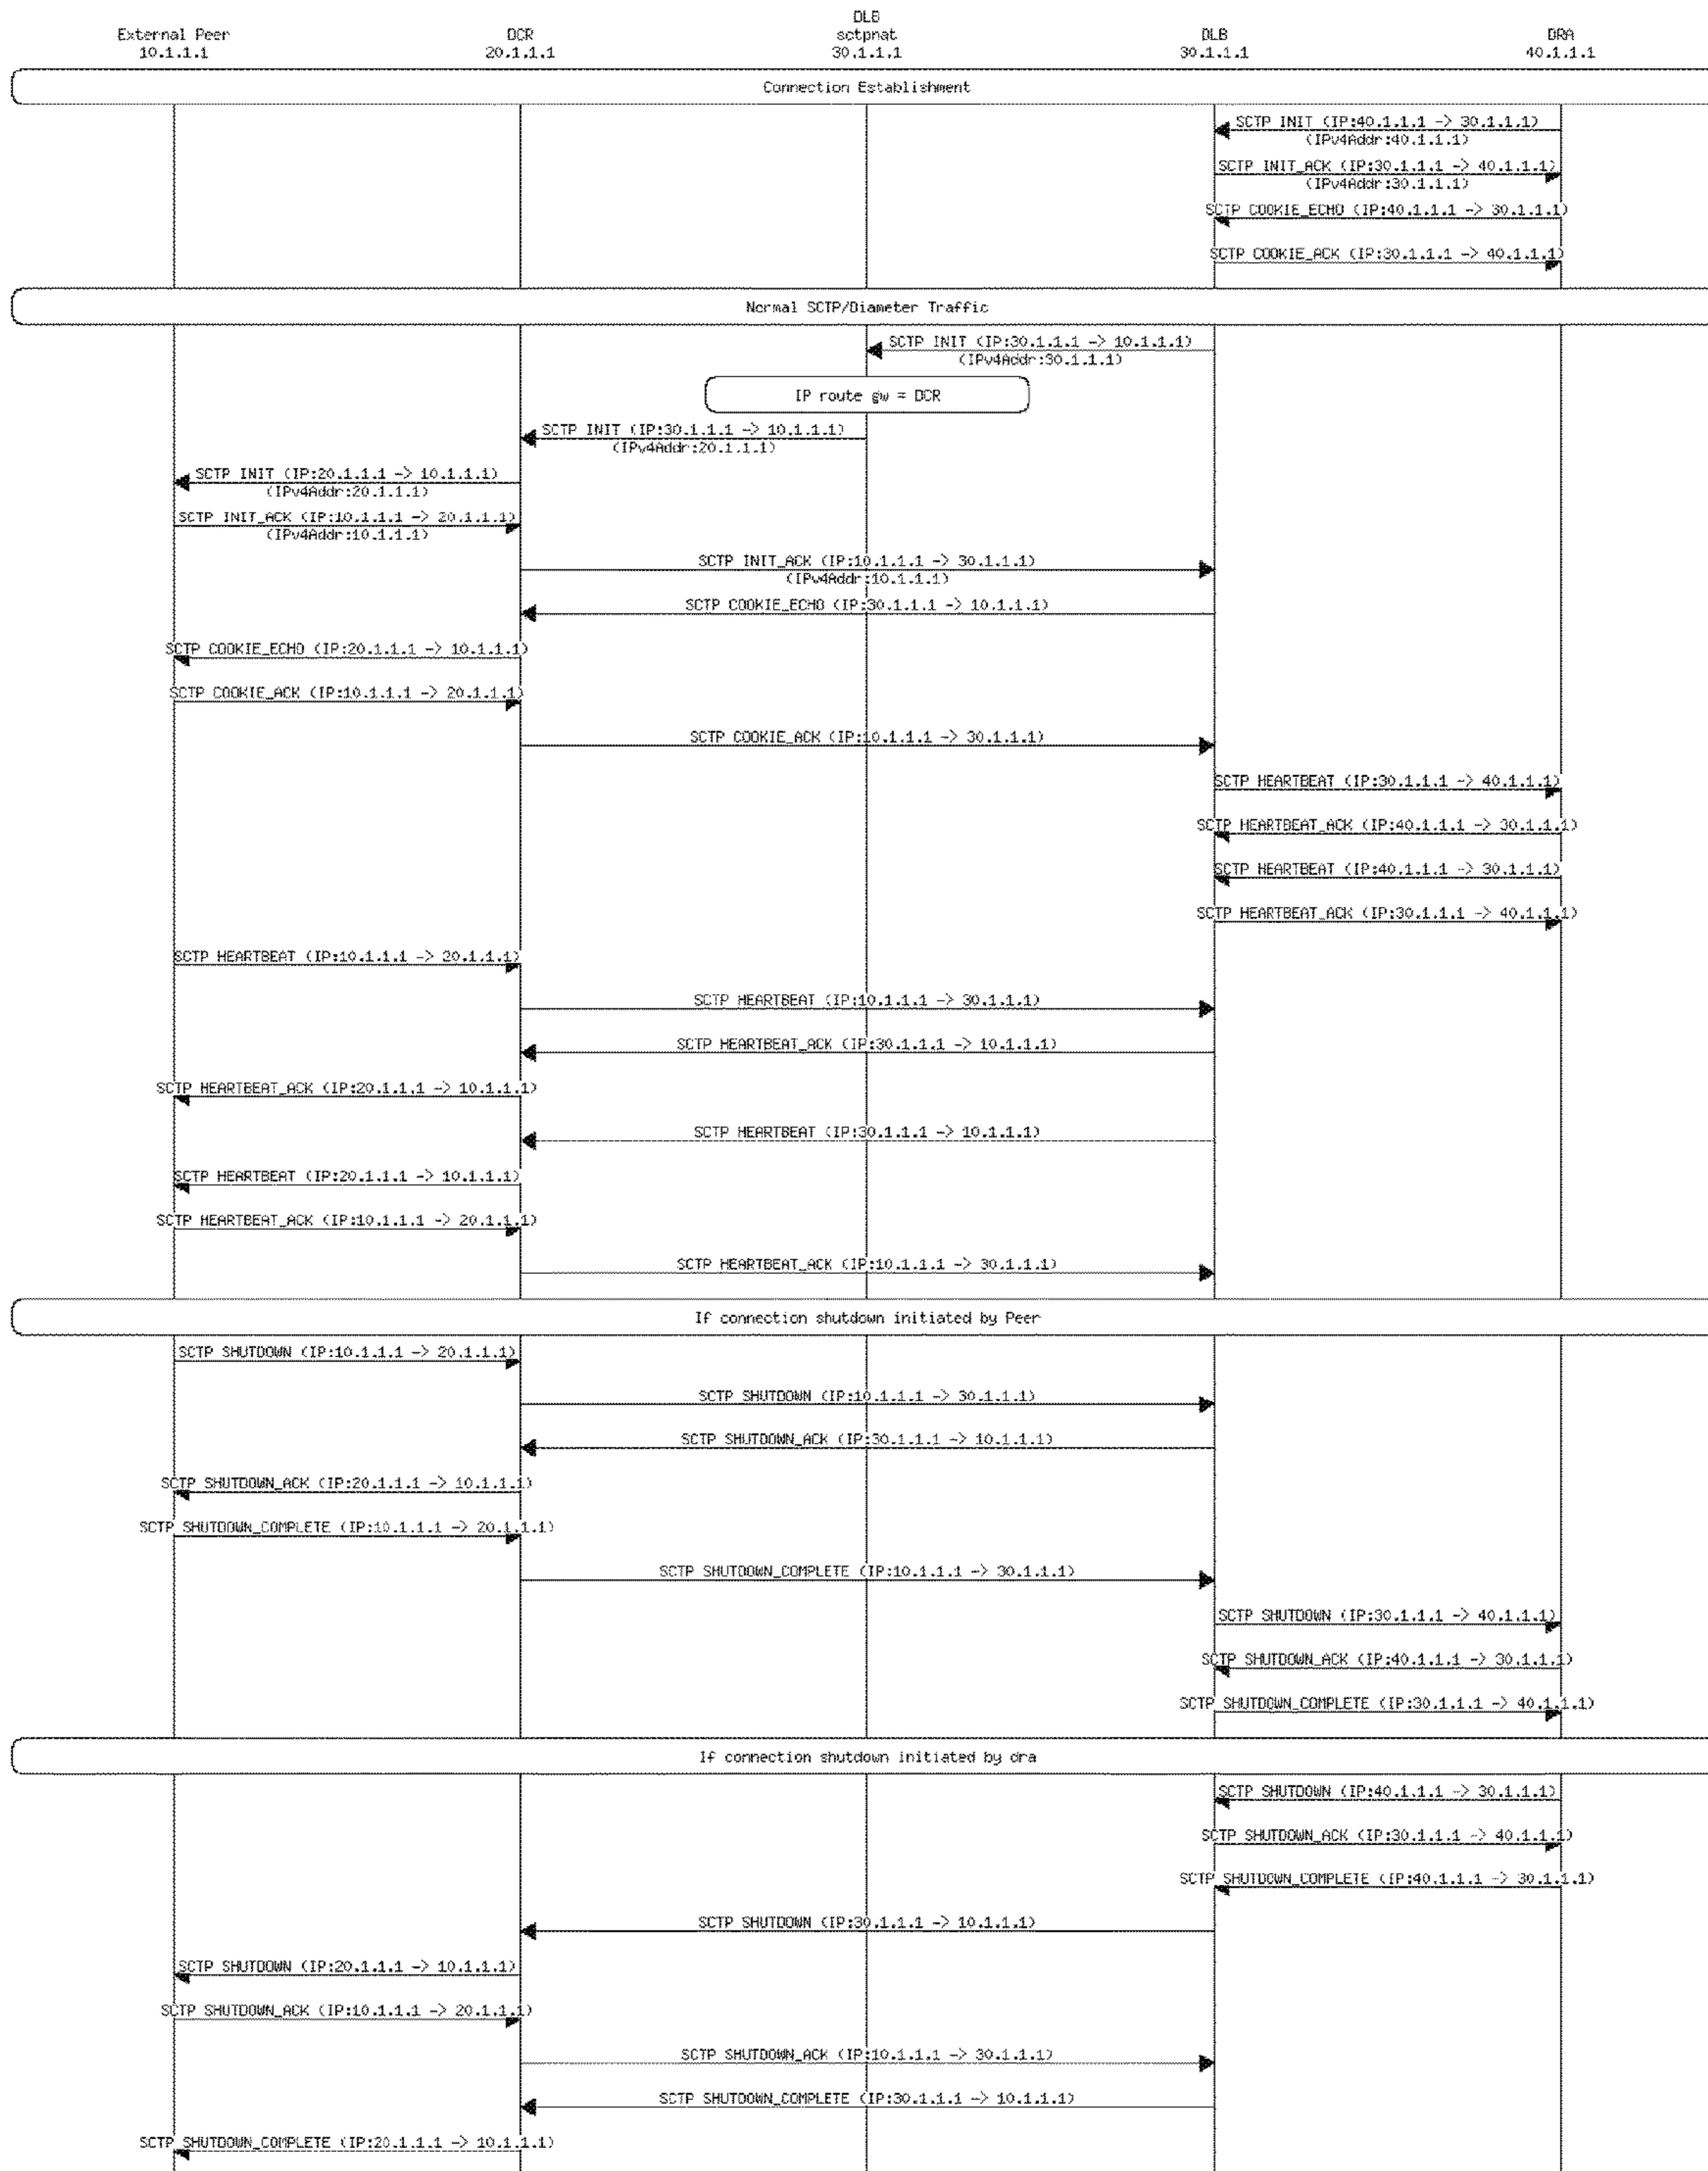 DLB
External Peer DCR sctpnat DLB DRA
10.1.1.1 20.1.1.1 30.1.1.1 30.1.1.1 40.1.1.1
Connection Establishment
SCTP INIT (IP:40.1.1.1 -> 30.1.1.1)
(IPv4Addr:40.1.1.1)
SCTP INIT_ACK (IP:30.1.1.1 -> 40.1.1.1)
(IPv4Addr:30.1.1.1)
SCTP COOKIE_ECHO (IP:40.1.1.1 -> 30.1.1.1)
SCTP COOKIE_ACK (IP:30.1.1.1 -> 40.1.1.1)
Normal SCTP/Diameter Traffic
SCTP INIT (IP:30.1.1.1 -> 10.1.1.1)
(IPv4Addr:30.1.1.1)
IP route gw = DCR
SCTP INIT (IP:30.1.1.1 -> 10.1.1.1)
(IPv4Addr:20.1.1.1)
SCTP INIT (IP:20.1.1.1 -> 10.1.1.1)
(IPv4Addr:20.1.1.1)
SCTP INIT_ACK (IP:10.1.1.1 -> 20.1.1.1)
(IPv4Addr:10.1.1.1)
SCTP INIT_ACK (IP:10.1.1.1 -> 30.1.1.1)
(IPv4Addr:10.1.1.1)
SCTP COOKIE_ECHO (IP:30.1.1.1 -> 10.1.1.1)
SCTP COOKIE_ECHO (IP:20.1.1.1 -> 10.1.1.1)
SCTP COOKIE_ACK (IP:10.1.1.1 -> 20.1.1.1)
SCTP COOKIE_ACK (IP:10.1.1.1 -> 30.1.1.1)
SCTP HEARTBEAT (IP:30.1.1.1 -> 40.1.1.1)
SCTP HEARTBEAT_ACK (IP:40.1.1.1 -> 30.1.1.1)
SCTP HEARTBEAT (IP:40.1.1.1 -> 30.1.1.1)
SCTP HEARTBEAT_ACK (IP:30.1.1.1 -> 40.1.1.1)
SCTP HEARTBEAT (IP:10.1.1.1 -> 20.1.1.1)
SCTP HEARTBEAT (IP:10.1.1.1 -> 30.1.1.1)
SCTP HEARTBEAT_ACK (IP:30.1.1.1 -> 10.1.1.1)
SCTP HEARTBEAT_ACK (IP:20.1.1.1 -> 10.1.1.1)
SCTP HEARTBEAT (IP:30.1.1.1 -> 10.1.1.1)
SCTP HEARTBEAT (IP:20.1.1.1 -> 10.1.1.1)
SCTP HEARTBEAT_ACK (IP:10.1.1.1 -> 20.1.1.1)
SCTP HEARTBEAT_ACK (IP:10.1.1.1 -> 30.1.1.1)
If connection shutdown initiated by Peer
SCTP SHUTDOWN (IP:10.1.1.1 -> 20.1.1.1)
SCTP SHUTDOWN (IP:10.1.1.1 -> 30.1.1.1)
SCTP SHUTDOWN_ACK (IP:30.1.1.1 -> 10.1.1.1)
SCTP SHUTDOWN_ACK (IP:20.1.1.1 -> 10.1.1.1)
SCTP SHUTDOWN_COMPLETE (IP:10.1.1.1 -> 20.1.1.1)
SCTP SHUTDOWN_COMPLETE (IP:10.1.1.1 -> 30.1.1.1)
SCTP SHUTDOWN (IP:30.1.1.1 -> 40.1.1.1)
SCTP SHUTDOWN_ACK (IP:40.1.1.1 -> 30.1.1.1)
SCTP SHUTDOWN_COMPLETE (IP:30.1.1.1 -> 40.1.1.1)
If connection shutdown initiated by dra
SCTP SHUTDOWN (IP:40.1.1.1 -> 30.1.1.1)
SCTP SHUTDOWN_ACK (IP:30.1.1.1 -> 40.1.1.1)
SCTP SHUTDOWN_COMPLETE (IP:40.1.1.1 -> 30.1.1.1)
SCTP SHUTDOWN (IP:30.1.1.1 -> 10.1.1.1)
SCTP SHUTDOWN (IP:20.1.1.1 -> 10.1.1.1)
SCTP SHUTDOWN_ACK (IP:10.1.1.1 -> 20.1.1.1)
SCTP SHUTDOWN_ACK (IP:10.1.1.1 -> 30.1.1.1)
SCTP SHUTDOWN_COMPLETE (IP:30.1.1.1 -> 10.1.1.1)
SCTP SHUTDOWN_COMPLETE (IP:20.1.1.1 -> 10.1.1.1)